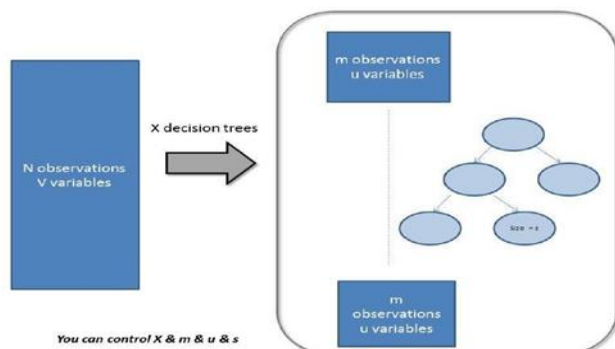 m observations
u variables
X decision trees
N observations
V variables
Size = s
m
observations
u variables
You can control X & m & u & s